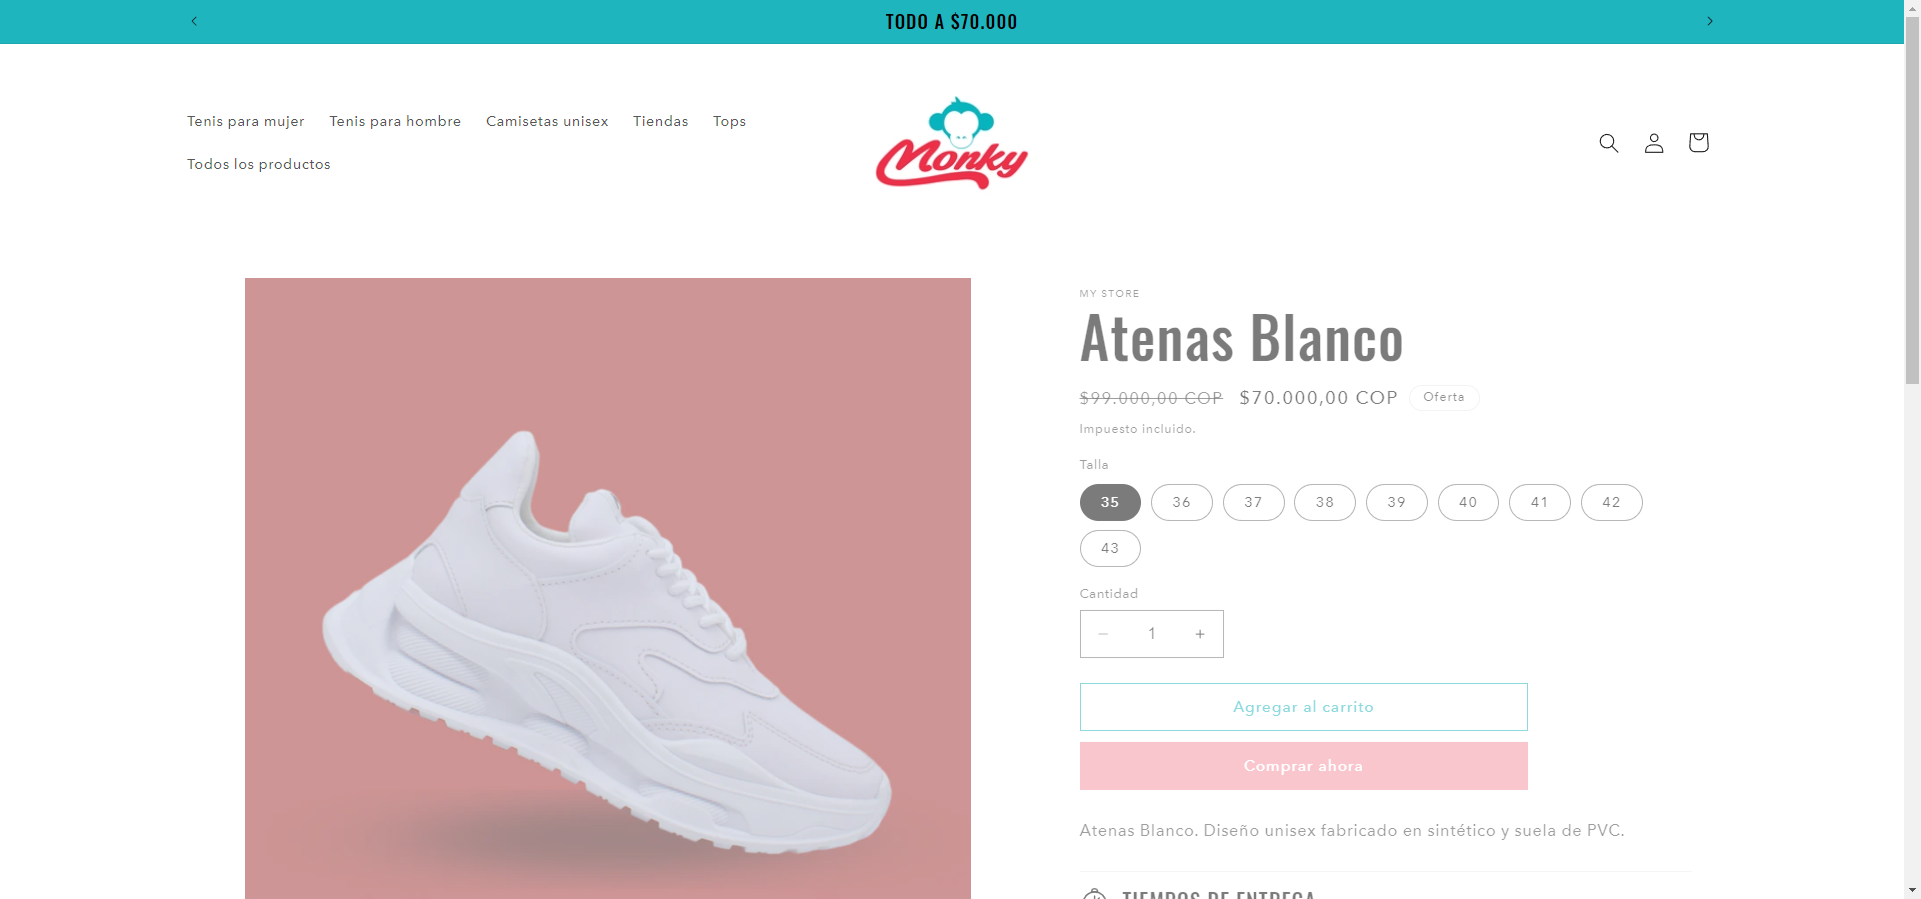 TODO A $70.000
Tenis para mujer
Tenis para hombre
Camisetas unisex
Tiendas
Tops
Todos los productos
Monky
MY STORE
Atenas Blanco
$99.000,00 COP $70.000,00 COP Oferta
Impuesto incluido.
Talla
35 36 37 38 39 40 41 42
43
Cantidad
1
Agregar al carrito
Comprar ahora
Atenas Blanco. Diseño unisex fabricado en sintético y suela de PVC.
TIEMPOS DE ENTREGA